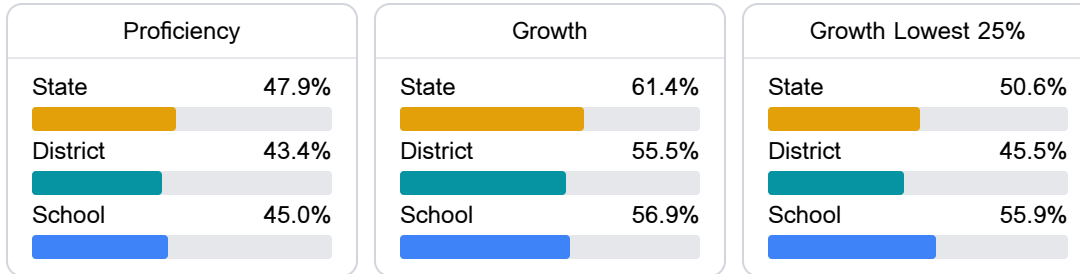 Proficiency
State 47.9%
District 43.4%
School 45.0%
Growth
State 61.4%
District 55.5%
School 56.9%
Growth Lowest 25%
State 50.6%
District 45.5%
School 55.9%